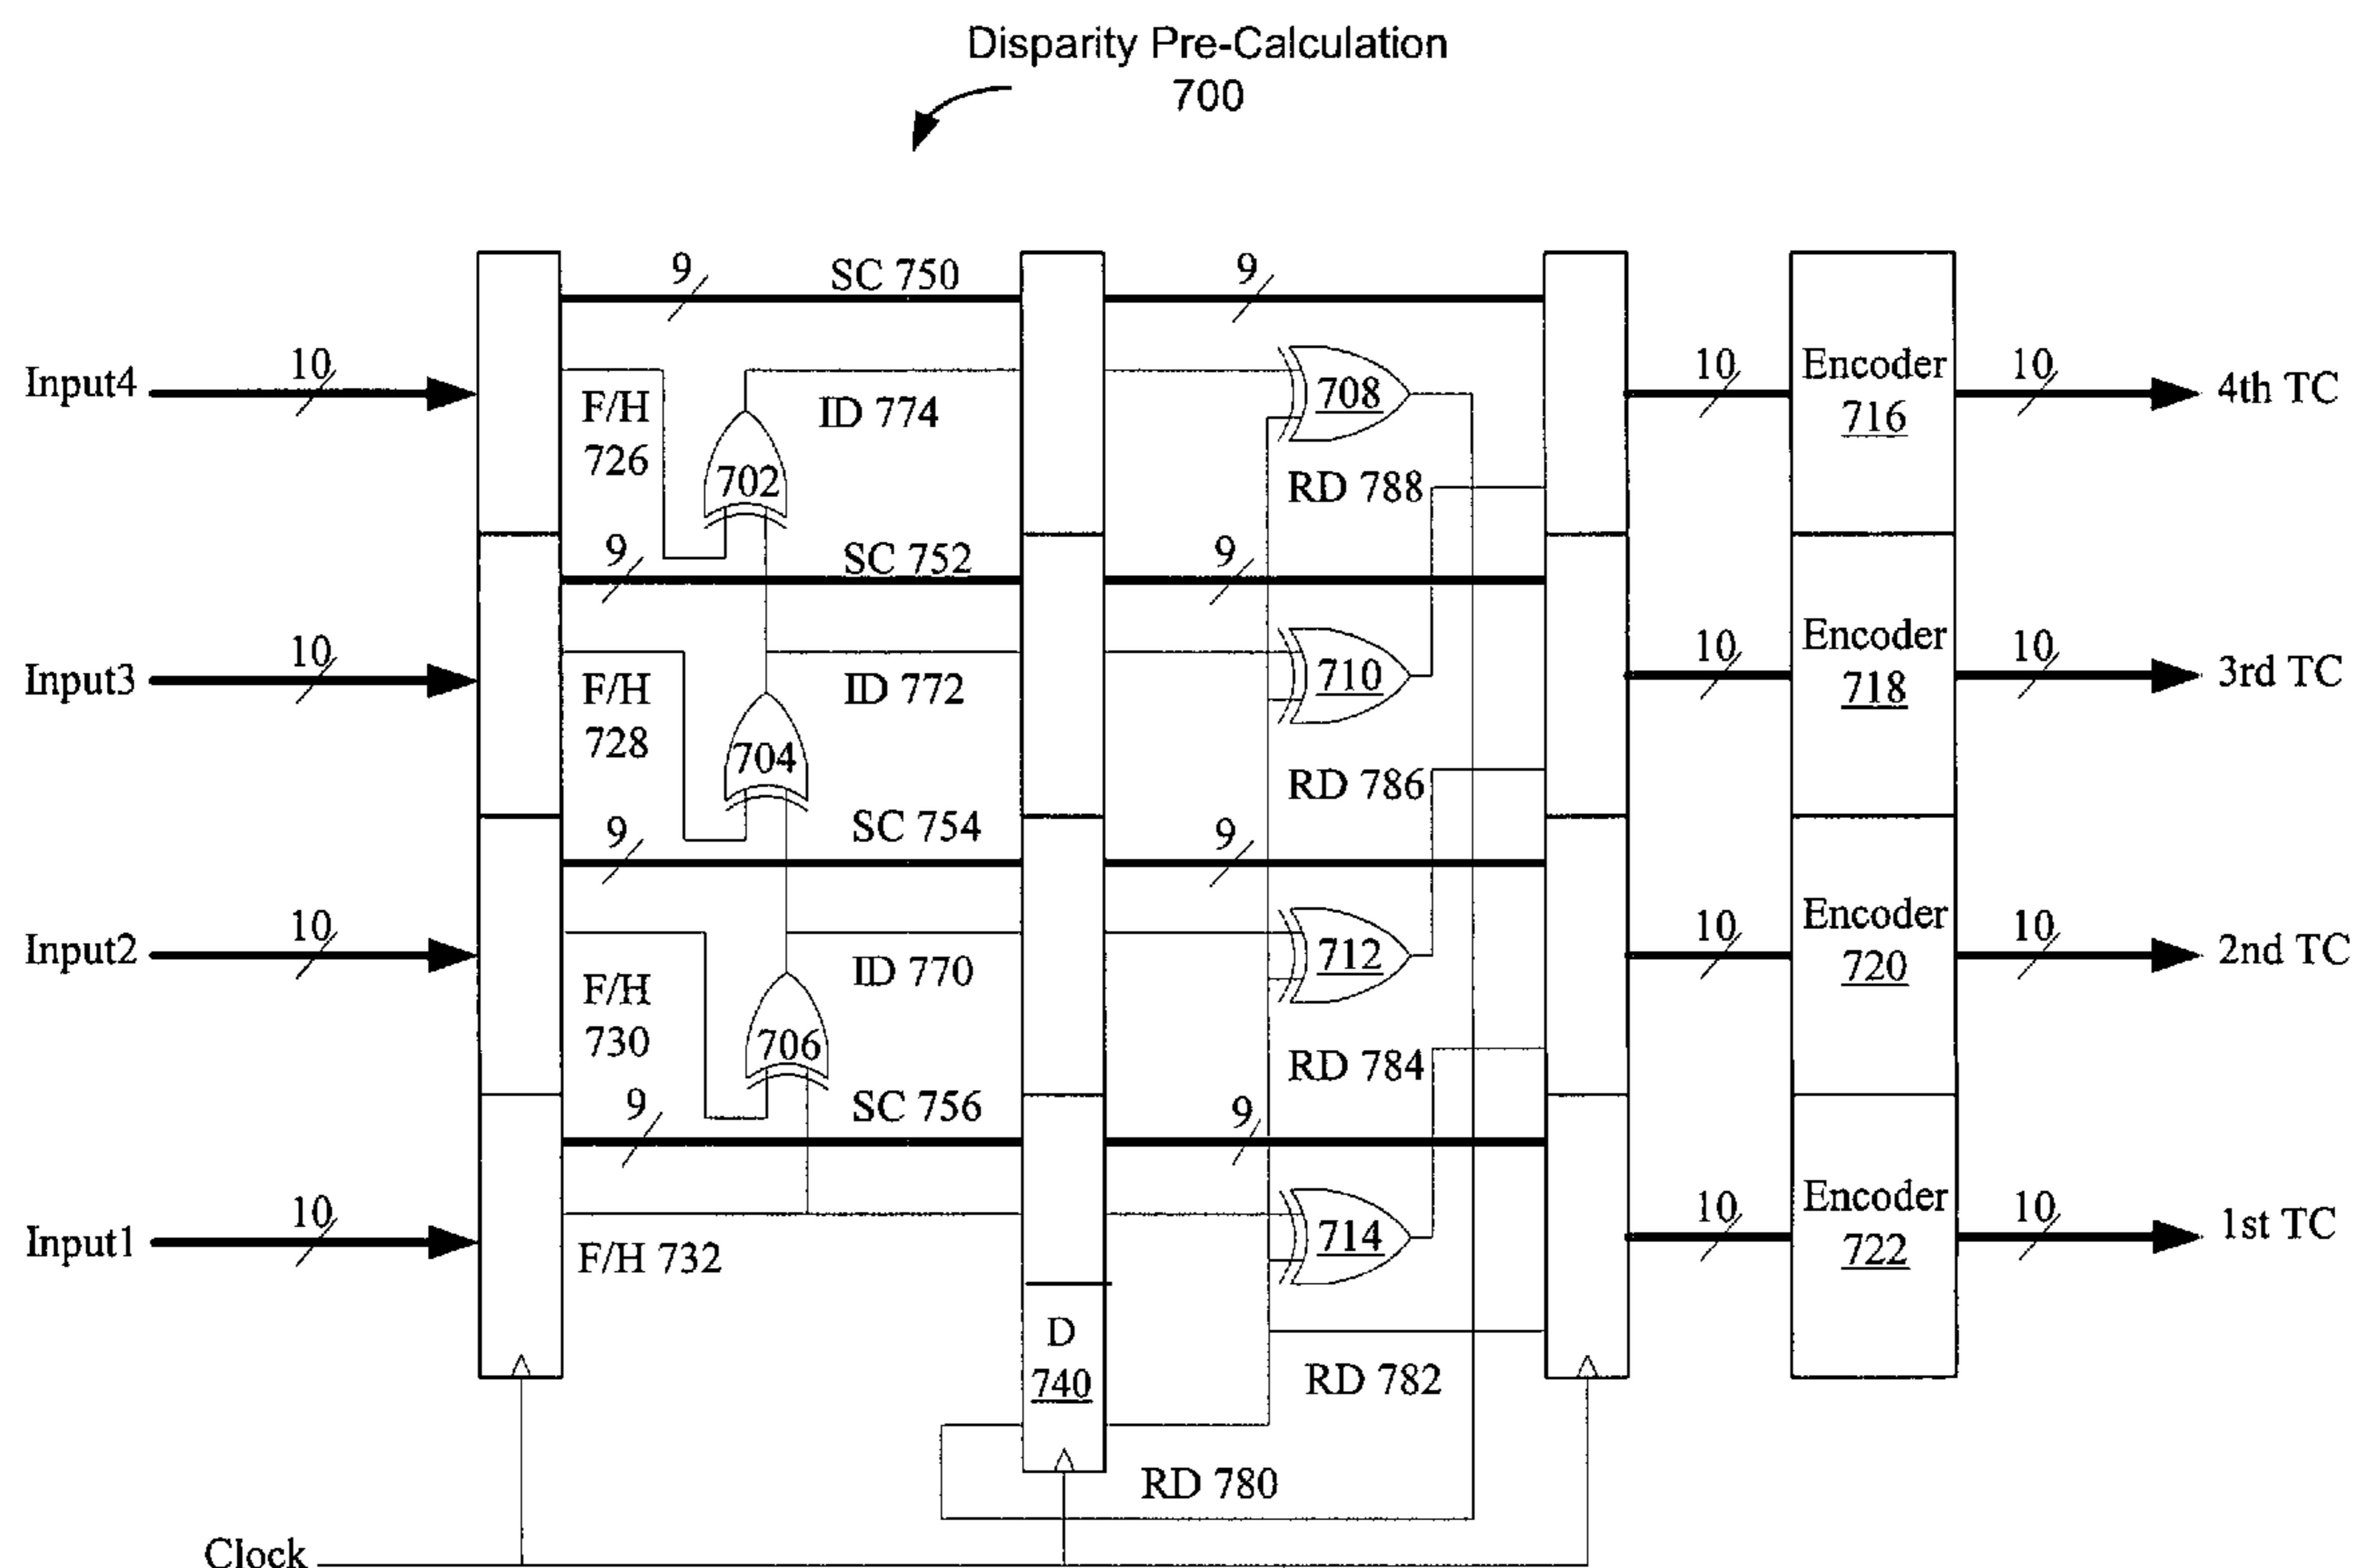 Disparity Pre-Calculation
700
9
SC 750
9
Input4
10
F/H
726
702
ID 774
708
RD 788
10
Encoder
716
10
4th TC
9
SC 752
9
Input3
10
F/H
728
704
ID 772
710
RD 786
10
Encoder
718
10
3rd TC
9
SC 754
9
Input2
10
F/H
730
706
ID 770
712
RD 784
10
Encoder
720
10
2nd TC
9
SC 756
9
Input1
10
F/H 732
714
10
Encoder
722
10
1st TC
D
740
RD 782
RD 780
Clock